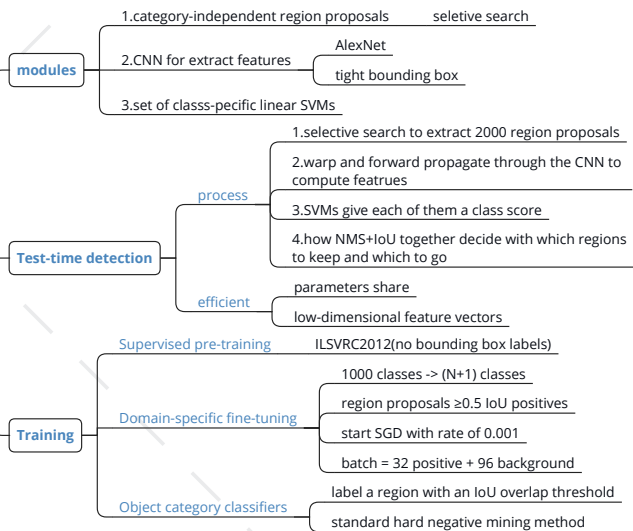 modules
1.category-independent region proposals
seletive search
2.CNN for extract features
AlexNet
tight bounding box
3.set of classs-pecific linear SVMs
Test-time detection
process
1.selective search to extract 2000 region proposals
2.warp and forward propagate through the CNN to
compute featrues
3.SVMs give each of them a class score
4.how NMS+IoU together decide with which regions
to keep and which to go
efficient
parameters share
low-dimensional feature vectors
Training
Supervised pre-training
ILSVRC2012(no bounding box labels)
Domain-specific fine-tuning
1000 classes -> (N+1) classes
region proposals ≥0.5 IoU positives
start SGD with rate of 0.001
batch = 32 positive + 96 background
Object category classifiers
label a region with an IoU overlap threshold
standard hard negative mining method